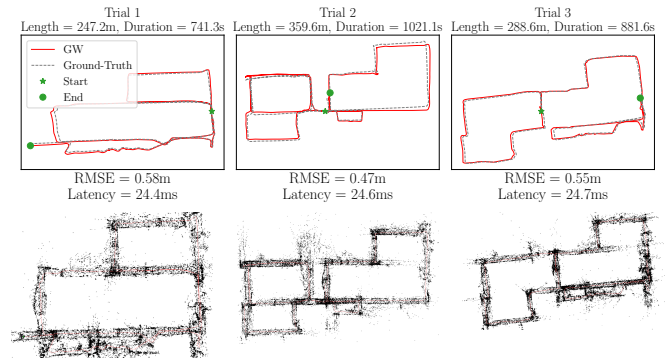 Trial 1
Length = 247.2m, Duration = 741.3s
Trial 2
Length = 359.6m, Duration = 1021.1s
Trial 3
Length = 288.6m, Duration = 881.6s
GW
Ground-Truth
Start
End
RMSE = 0.58m
Latency = 24.4ms
RMSE = 0.47m
Latency = 24.6ms
RMSE = 0.55m
Latency = 24.7ms